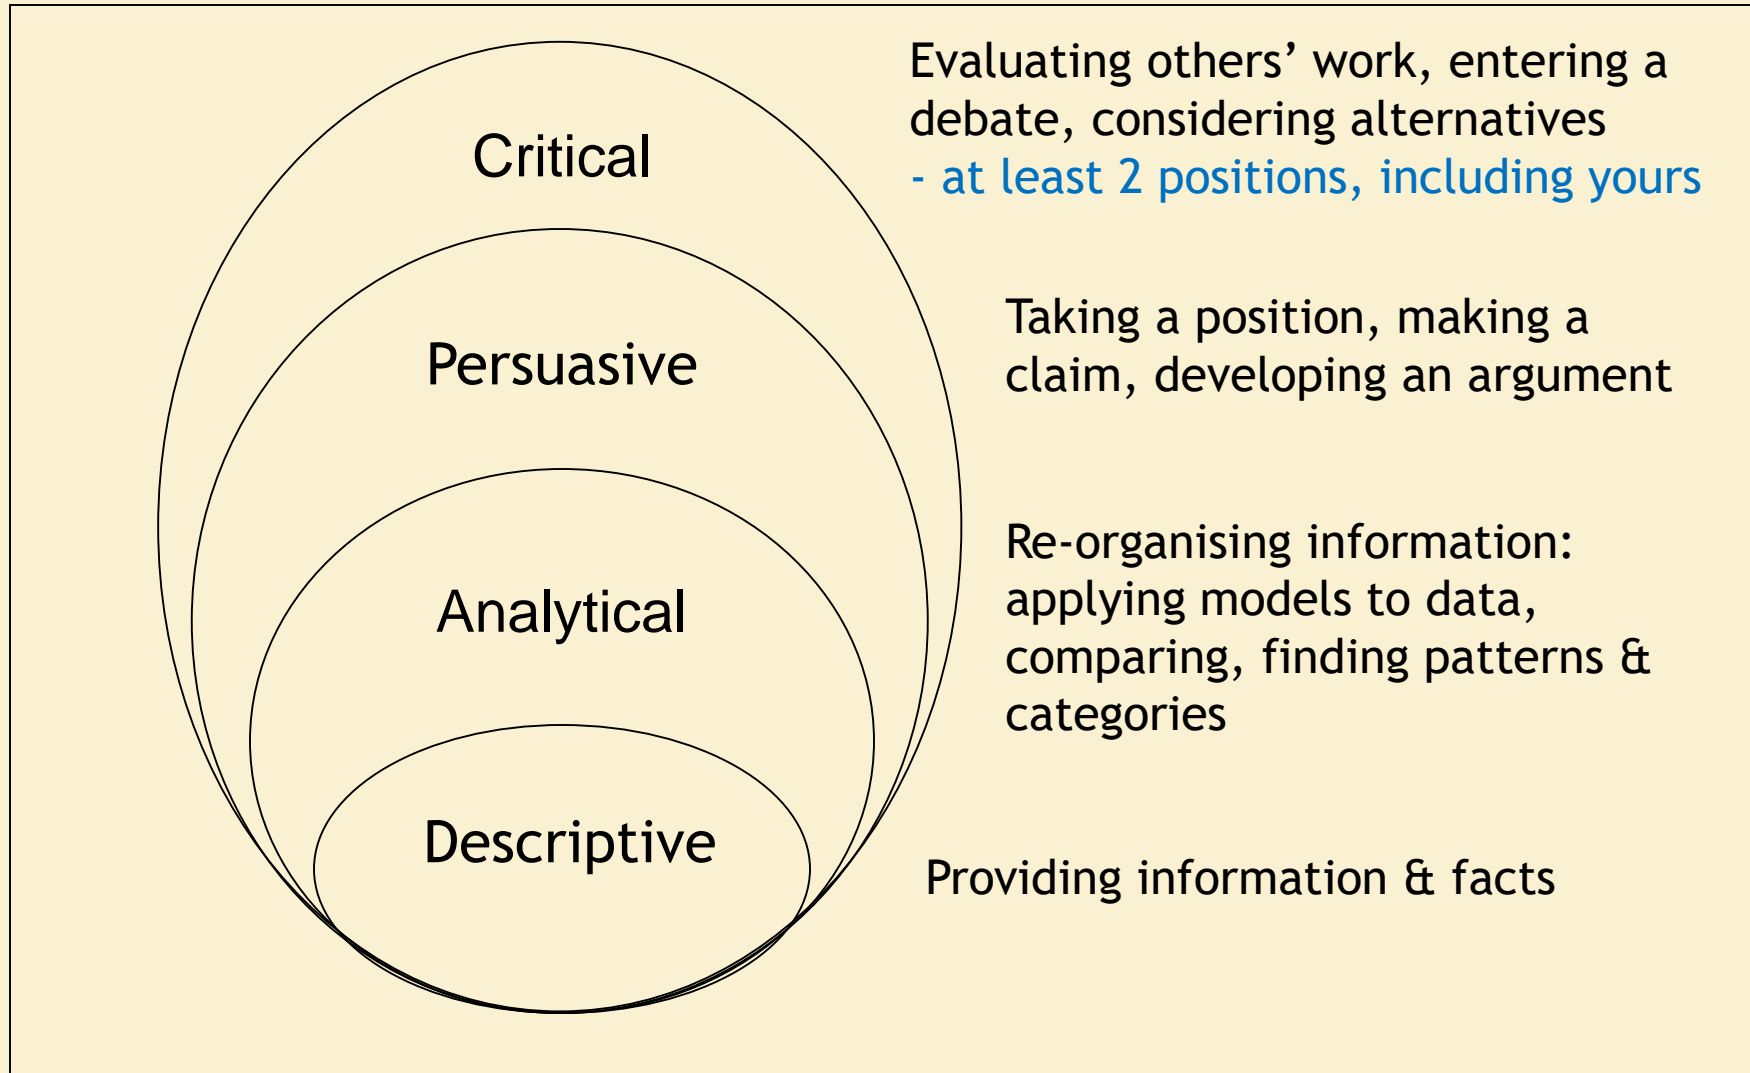 Critical
Evaluating others’ work, entering a
debate, considering alternatives
- at least 2 positions, including yours
Persuasive
Taking a position, making a
claim, developing an argument
Analytical
Re-organising information:
applying models to data,
comparing, finding patterns &
categories
Descriptive
Providing information & facts